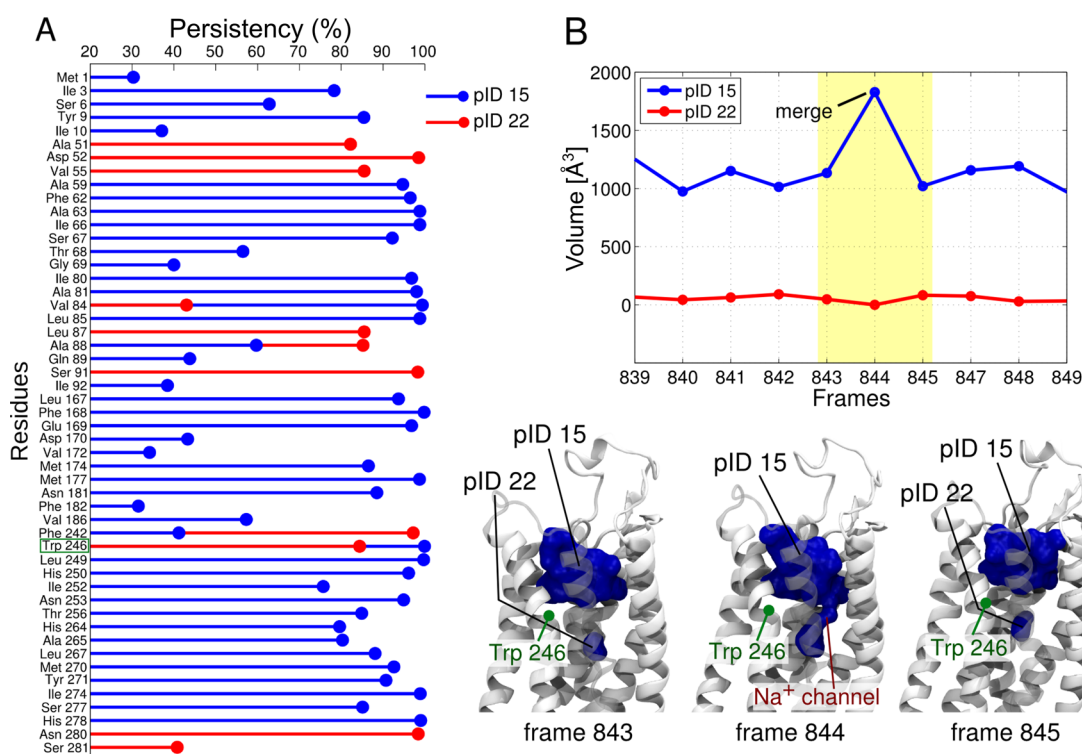 A
Persistency (%)
20 30 40 50 60 70 80 90 100
Residues
Met 1
Ile 3
Ser 6
Tyr 9
Ile 10
Ala 51
Asp 52
Val 55
Ala 59
Phe 62
Ala 63
Ile 66
Ser 67
Thr 68
Gly 69
Ile 80
Ala 81
Val 84
Leu 85
Leu 87
Ala 88
Gln 89
Ser 91
Ile 92
Leu 167
Phe 168
Glu 169
Asp 170
Val 172
Met 174
Met 177
Asn 181
Phe 182
Val 186
Phe 242
Trp 246
Leu 249
His 250
Ile 252
Asn 253
Thr 256
His 264
Ala 265
Leu 267
Met 270
Tyr 271
Ile 274
Ser 277
His 278
Asn 280
Ser 281
pID 15
pID 22
B
Volume [Å³]
2000
1500
1000
500
0
pID 15
pID 22
merge
839 840 841 842 843 844 845 847 848 849
Frames
pID 15
pID 22
Trp 246
frame 843
pID 15
Trp 246
Na⁺ channel
frame 844
pID 15
pID 22
Trp 246
frame 845